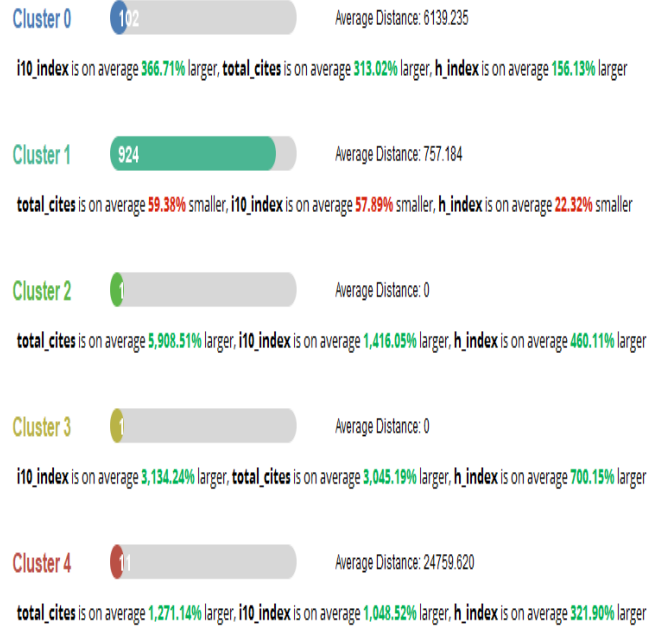 Cluster 0 102 Average Distance: 6139.235
i10_index is on average 366.71% larger, total_cites is on average 313.02% larger, h_index is on average 156.13% larger
Cluster 1 924 Average Distance: 757.184
total_cites is on average 59.38% smaller, i10_index is on average 57.89% smaller, h_index is on average 22.32% smaller
Cluster 2 1 Average Distance: 0
total_cites is on average 5,908.51% larger, i10_index is on average 1,416.05% larger, h_index is on average 460.11% larger
Cluster 3 1 Average Distance: 0
i10_index is on average 3,134.24% larger, total_cites is on average 3,045.19% larger, h_index is on average 700.15% larger
Cluster 4 11 Average Distance: 24759.620
total_cites is on average 1,271.14% larger, i10_index is on average 1,048.52% larger, h_index is on average 321.90% larger